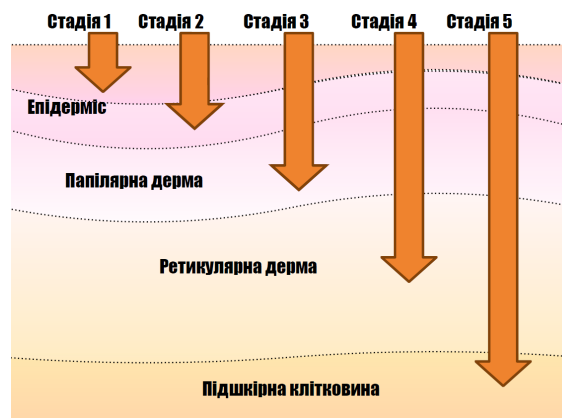 Стадія 1 Стадія 2 Стадія 3 Стадія 4 Стадія 5
Епідерміс
Папілярна дерма
Ретикулярна дерма
Підшкірна клітковина